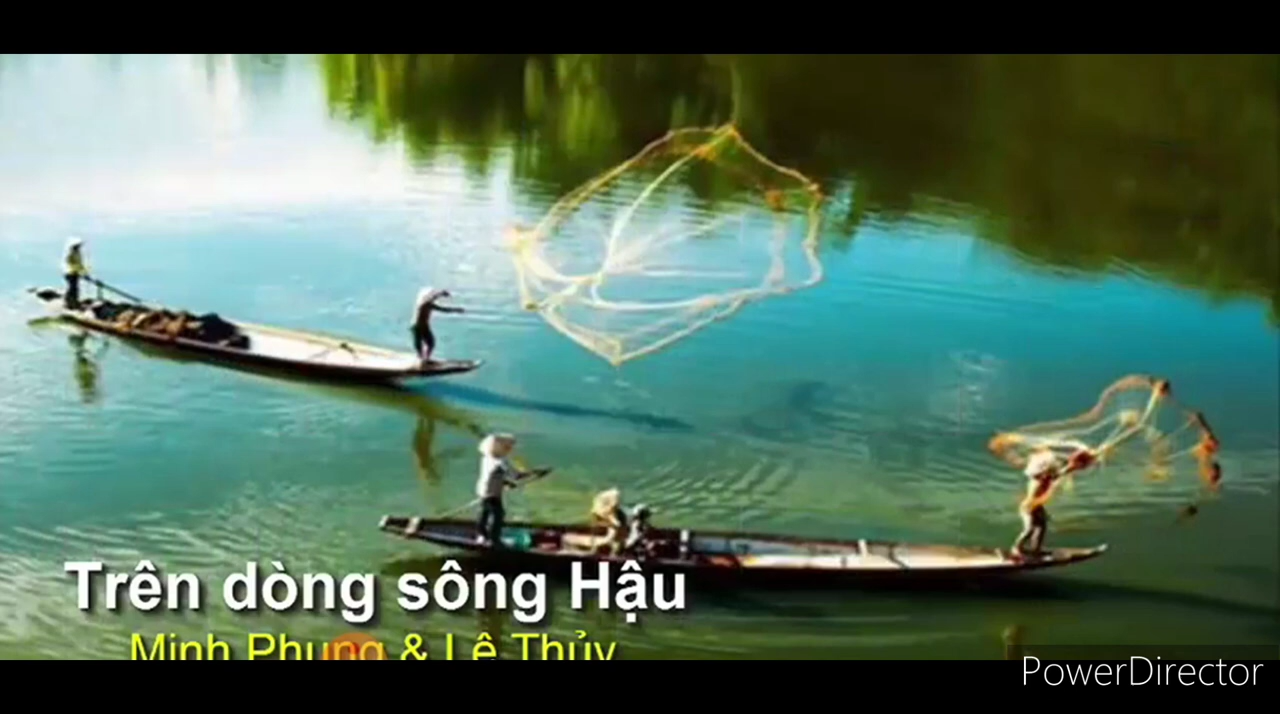 Trên dòng sông Hậu
Minh Phụng & Lệ Thủy
PowerDirector